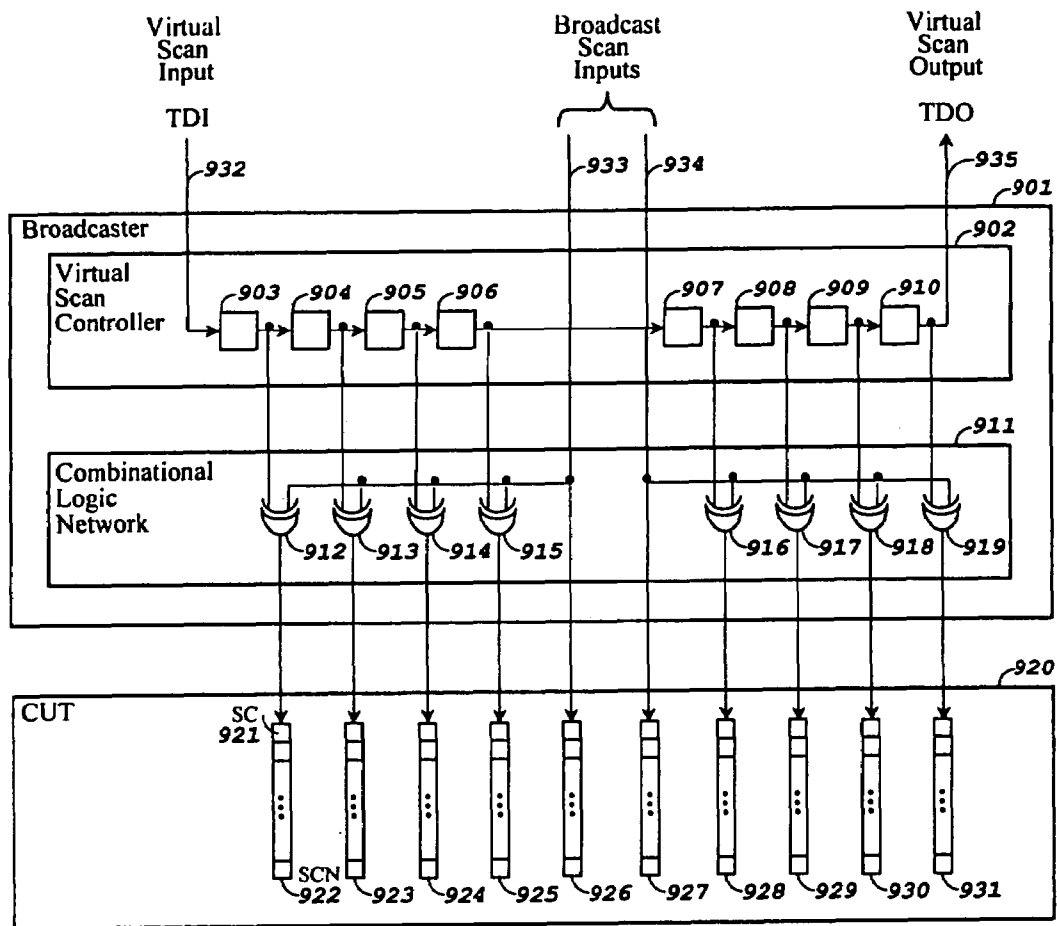 Virtual
Scan
Input
TDI
932
Broadcast
Scan
Inputs
933
934
Virtual
Scan
Output
TDO
935
901
Broadcaster
902
Virtual
Scan
Controller
903
904
905
906
907
908
909
910
911
Combinational
Logic
Network
912
913
914
915
916
917
918
919
920
CUT
SC
921
SCN
922
923
924
925
926
927
928
929
930
931